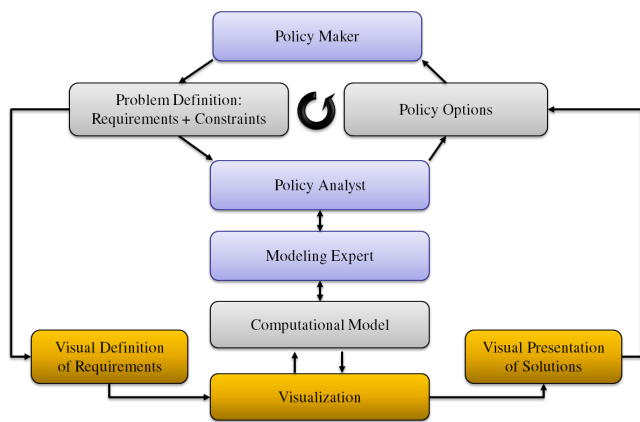 Policy Maker
Problem Definition:
Requirements + Constraints
Policy Options
Policy Analyst
Modeling Expert
Computational Model
Visual Definition
of Requirements
Visual Presentation
of Solutions
Visualization